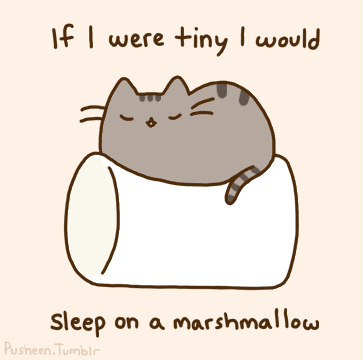 If I were tiny I would
Sleep on a marshmallow
Pusheen.Tumblr